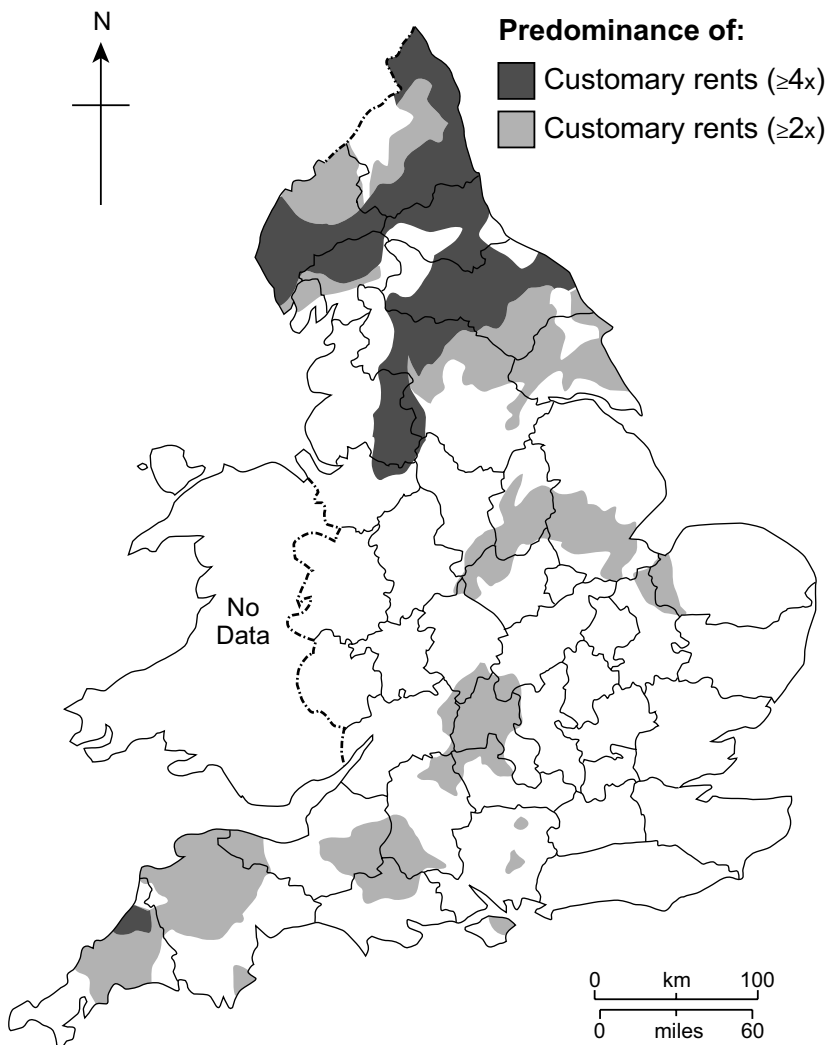 N
Predominance of:
Customary rents (≥4x)
Customary rents (≥2x)
No
Data
0 km 100
0 miles 60